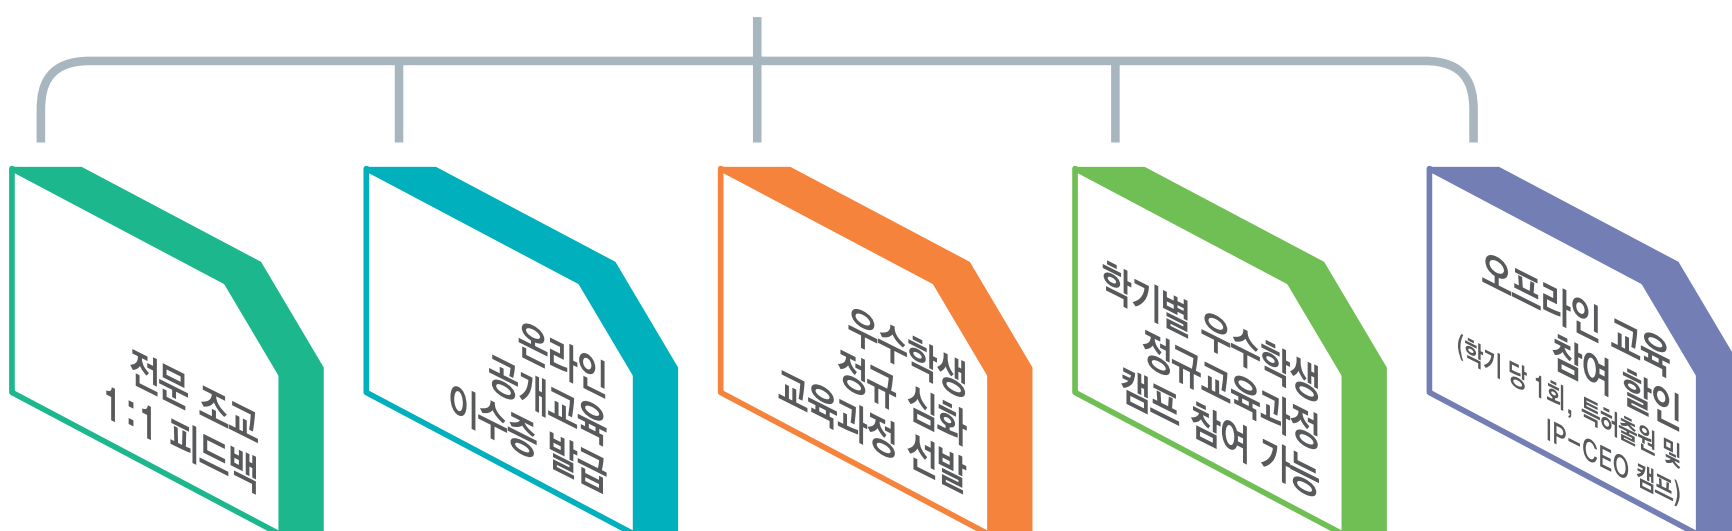 전문 조교
1:1 피드백
온라인
공개교육
이수증 발급
우수학생
정규 심화
교육과정 선발
학기별 우수학생
정규교육과정
캠프 참여 가능
오프라인 교육
참여 할인
(학기 당 1회, 특허출원 및
IP-CEO 캠프)